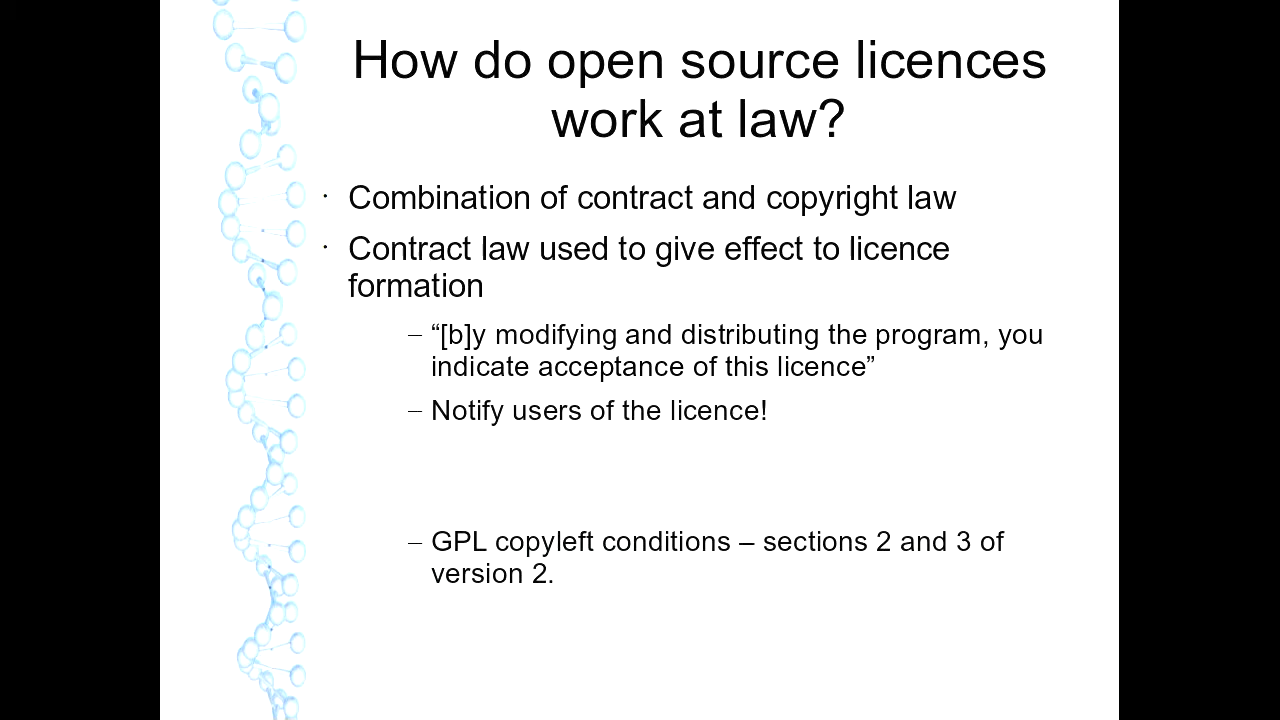 How do open source licences
work at law?
· Combination of contract and copyright law
· Contract law used to give effect to licence
formation
– “[b]y modifying and distributing the program, you
indicate acceptance of this licence”
– Notify users of the licence!
– GPL copyleft conditions – sections 2 and 3 of
version 2.